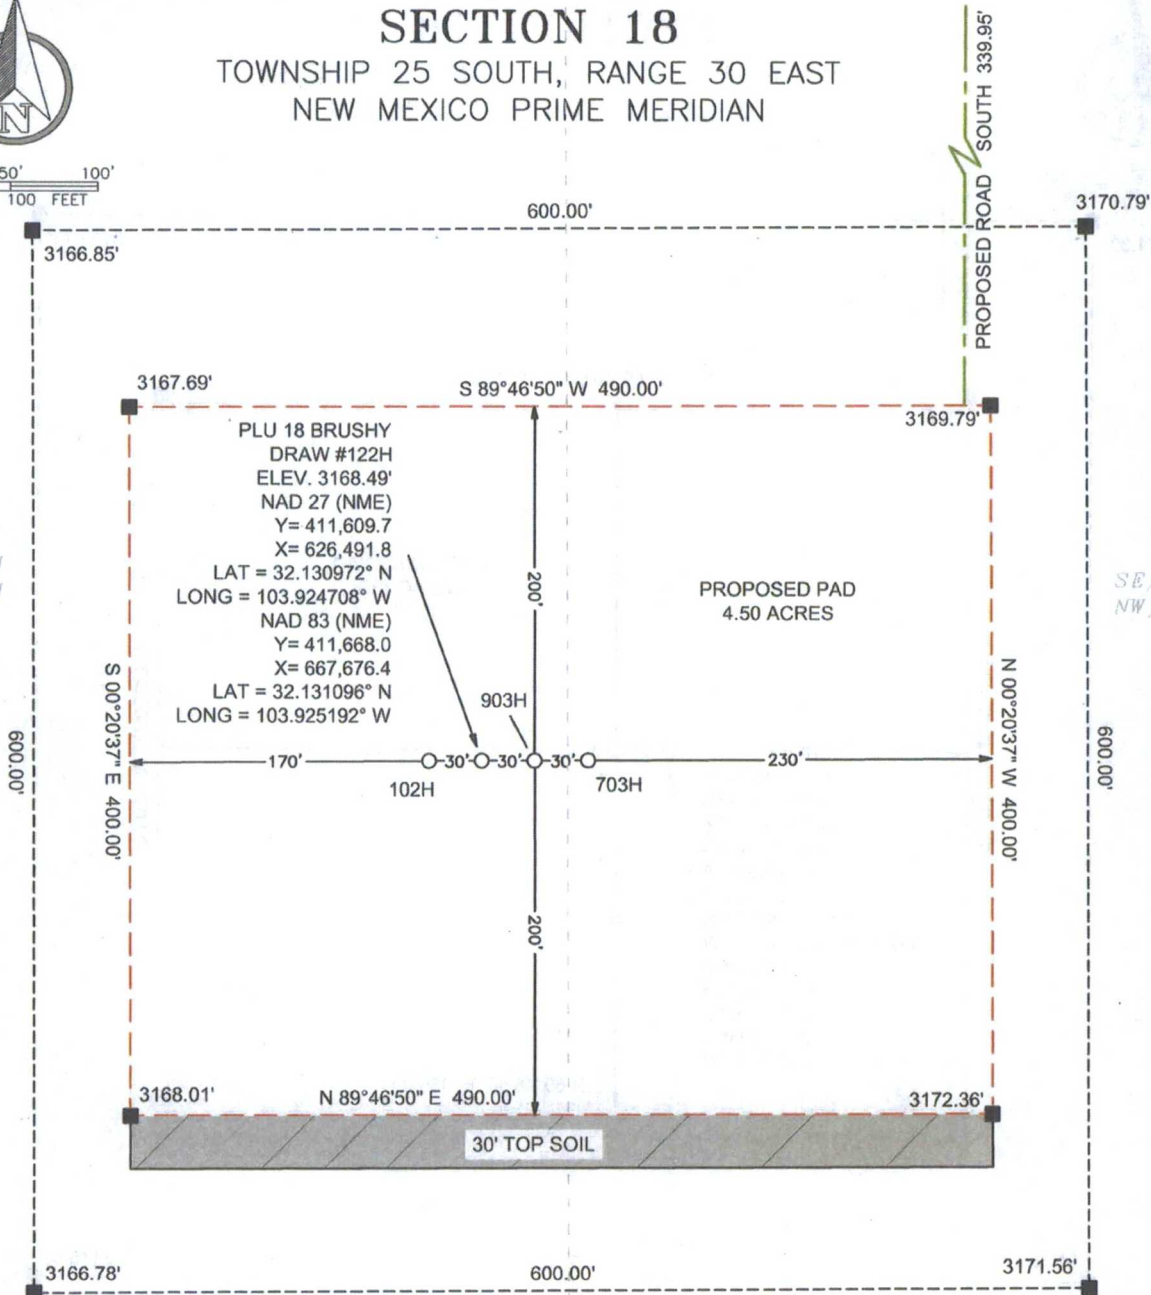 SECTION 18
TOWNSHIP 25 SOUTH, RANGE 30 EAST
NEW MEXICO PRIME MERIDIAN
N
50' 100'
100 FEET
PROPOSED ROAD SOUTH 339.95'
600.00'
3170.79'
3166.85'
3167.69'
S 89°46'50" W 490.00'
3169.79'
PLU 18 BRUSHY
DRAW #122H
ELEV. 3168.49'
NAD 27 (NME)
Y= 411,609.7
X= 626,491.8
LAT = 32.130972° N
LONG = 103.924708° W
NAD 83 (NME)
Y= 411,668.0
X= 667,676.4
LAT = 32.131096° N
LONG = 103.925192° W
200'
PROPOSED PAD
4.50 ACRES
SE
NW
903H
600.00'
S 00°20'37" E 400.00'
170'
30'
30'
30'
230'
102H
703H
N 00°20'37" W 400.00'
600.00'
200'
3168.01'
N 89°46'50" E 490.00'
3172.36'
30' TOP SOIL
3166.78'
600.00'
3171.56'